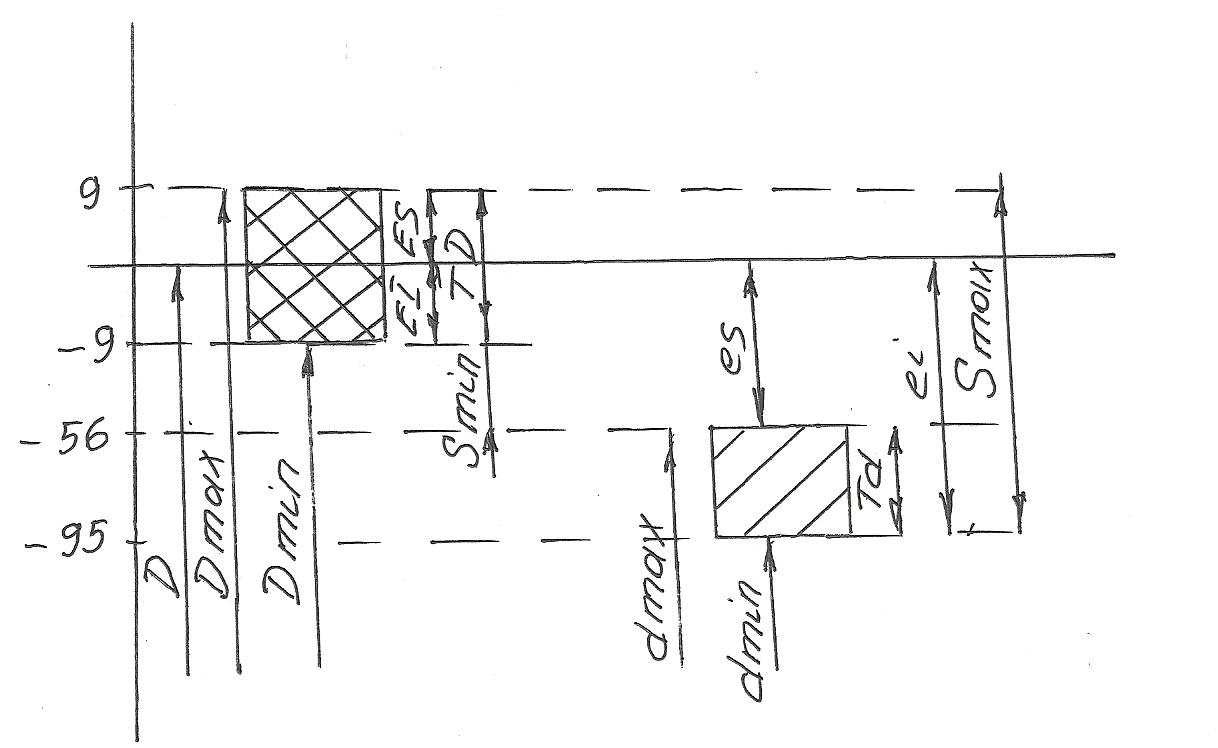 9
-9
-56
-95
D
Dmax
Dmin
ES
EI
TD
Smin
dmax
dmin
es
Td
ei
Smax